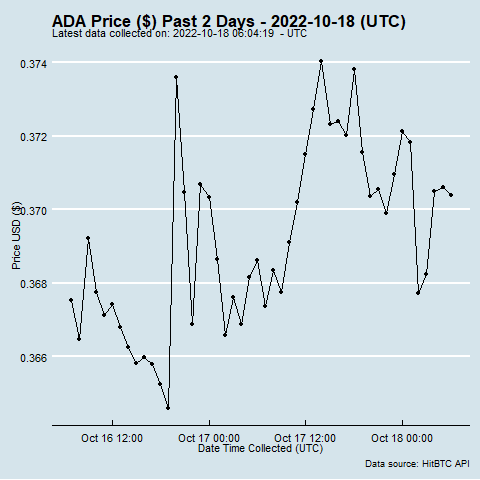 ADA Price ($) Past 2 Days - 2022-10-18 (UTC)
Latest data collected on: 2022-10-18 06:04:19 - UTC
0.374
0.372
0.370
0.368
0.366
Price USD ($)
Oct 16 12:00 Oct 17 00:00 Oct 17 12:00 Oct 18 00:00
Date Time Collected (UTC)
Data source: HitBTC API